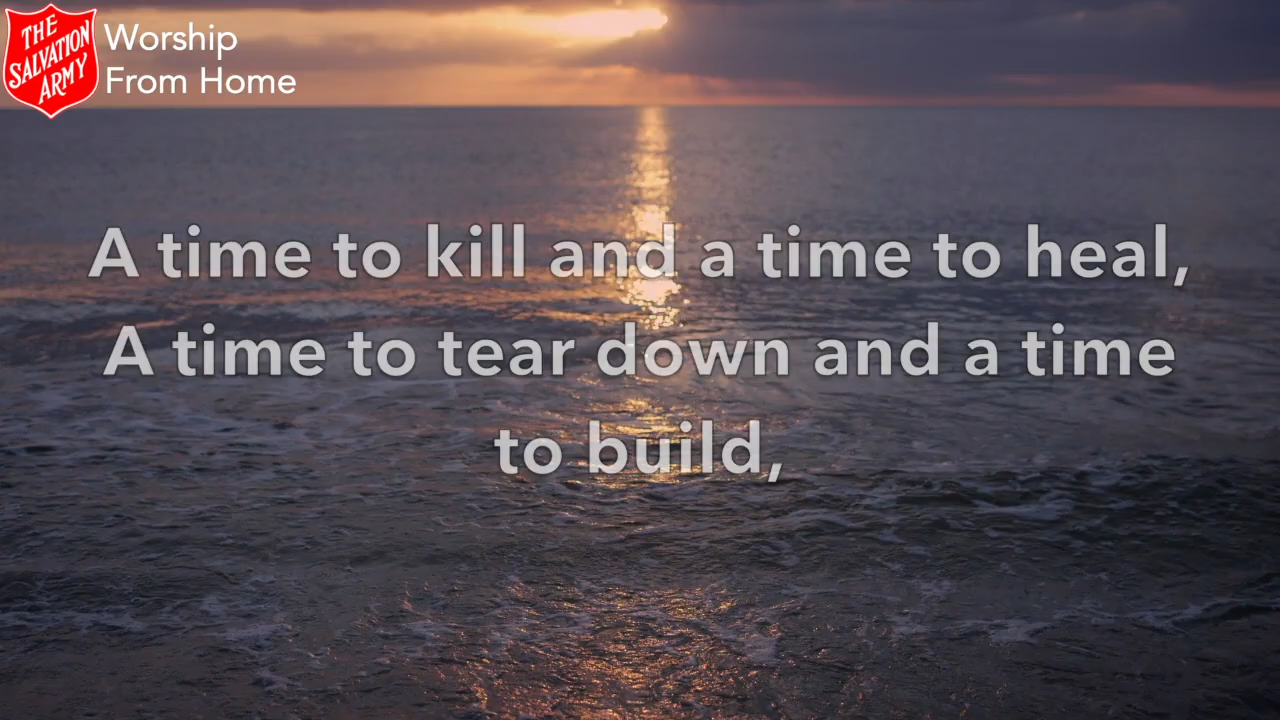 THE
SALVATION
ARMY
Worship
From Home
A time to kill and a time to heal,
A time to tear down and a time
to build,